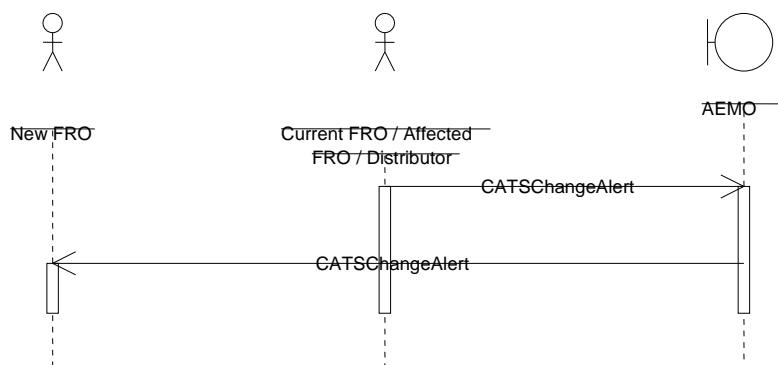 New FRO
Current FRO / Affected
FRO / Distributor
AEMO
CATSChangeAlert
CATSChangeAlert